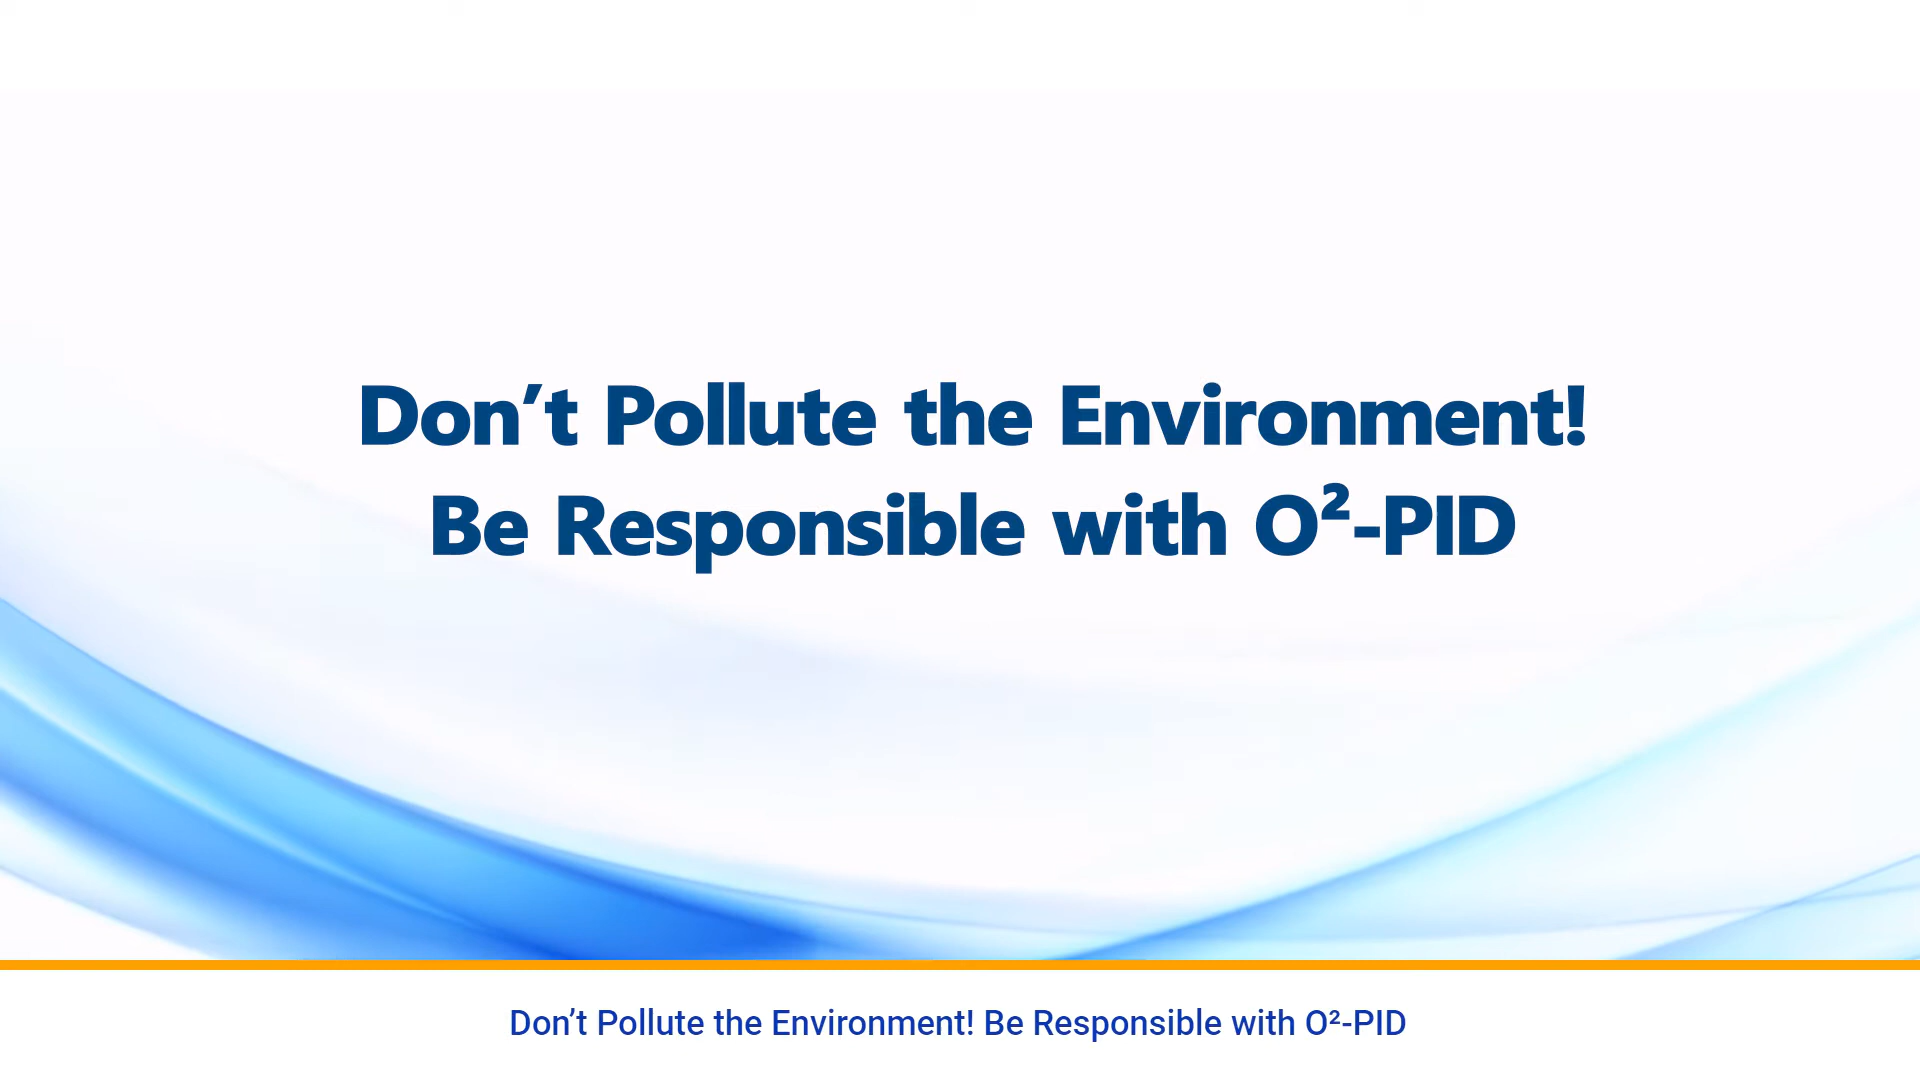 Don’t Pollute the Environment!
Be Responsible with O²-PID
Don’t Pollute the Environment! Be Responsible with O²-PID